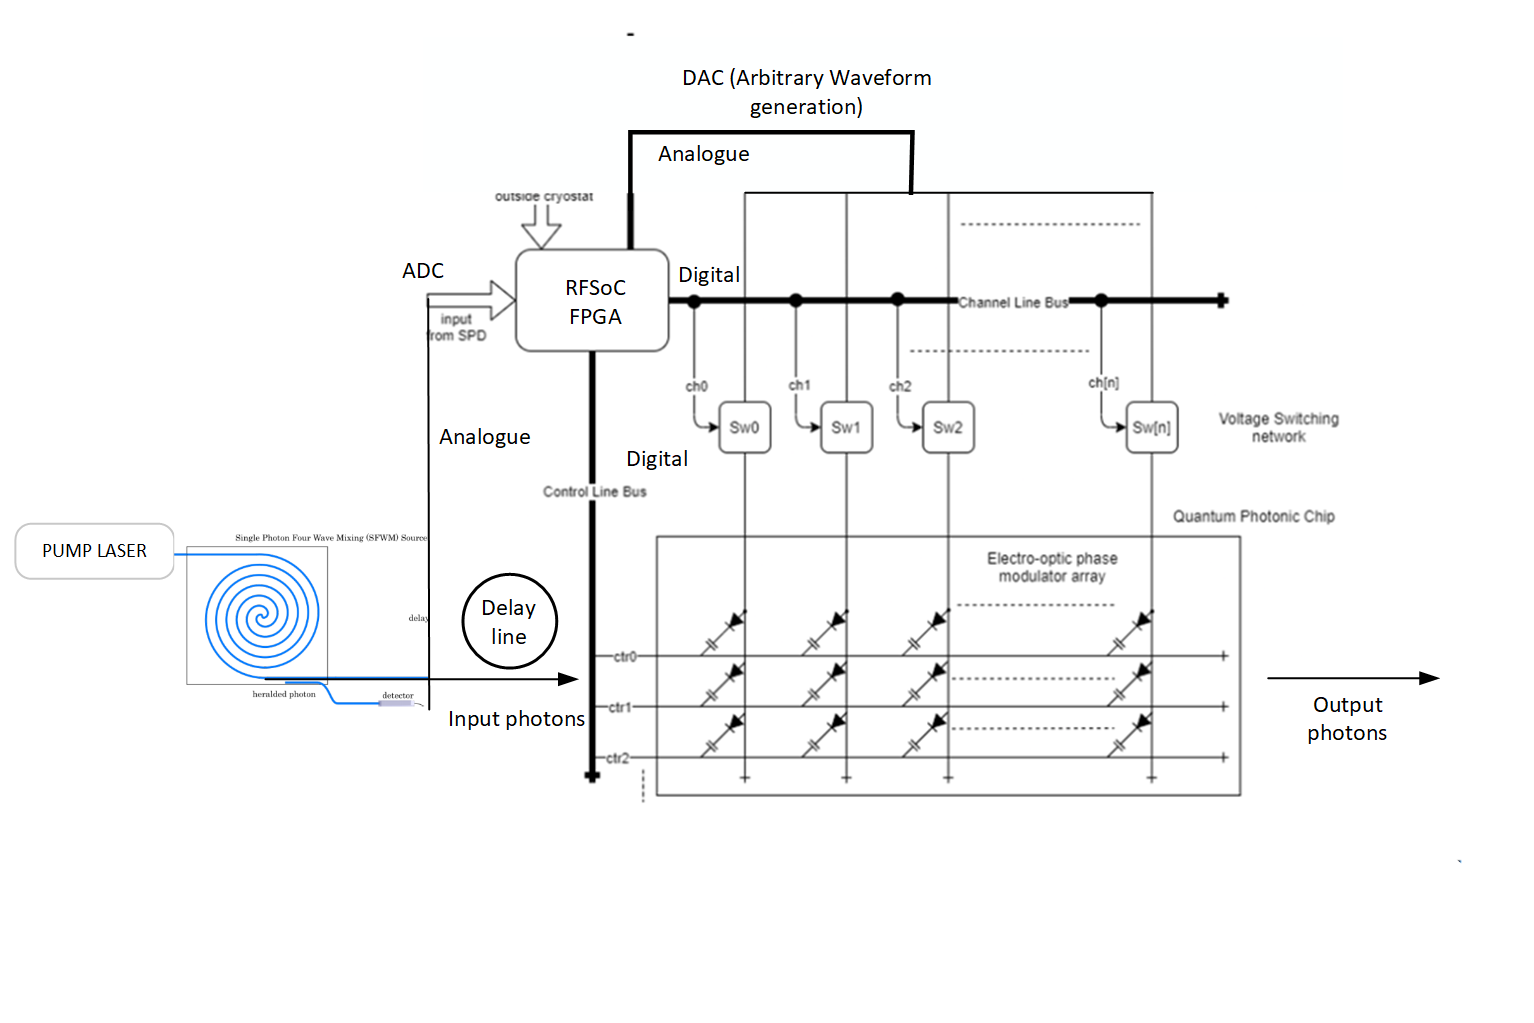 DAC (Arbitrary Waveform
generation)
Analogue
outside cryostat
ADC
RFSoC
FPGA
Digital
input
from SPD
Channel Line Bus
ch0
ch1
ch2
ch[n]
Sw0
Sw1
Sw2
Sw[n]
Voltage Switching
network
Analogue
Digital
Control Line Bus
Quantum Photonic Chip
PUMP LASER
Single Photon Four Wave Mixing (SFWM) Source
Electro-optic phase
modulator array
delay
Delay
line
ctr0
heralded photon
detector
Input photons
ctr1
ctr2
Output
photons